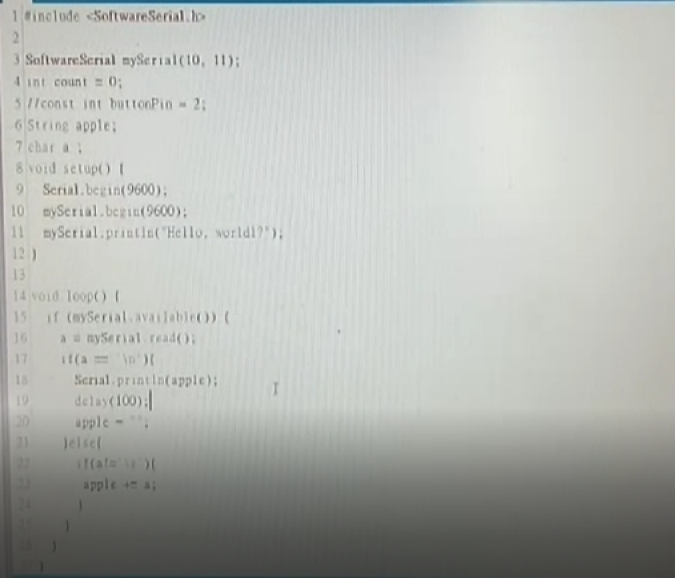 1 #include <SoftwareSerial.h>
2
3 SoftwareSerial mySerial(10, 11);
4 int count = 0;
5 //const int buttonPin = 2;
6 String apple;
7 char a ;
8 void setup() {
9 Serial.begin(9600);
10 mySerial.begin(9600);
11 mySerial.println("Hello, world1?");
12 }
13
14 void loop() {
15 if (mySerial.available()) {
16 a = mySerial.read();
17 if(a == '\n'){
18 Serial.println(apple);
19 delay(100);
20 apple = "";
21 }else{
22 if(a!=
23 apple += a;
24 }
25 }
26 }
}